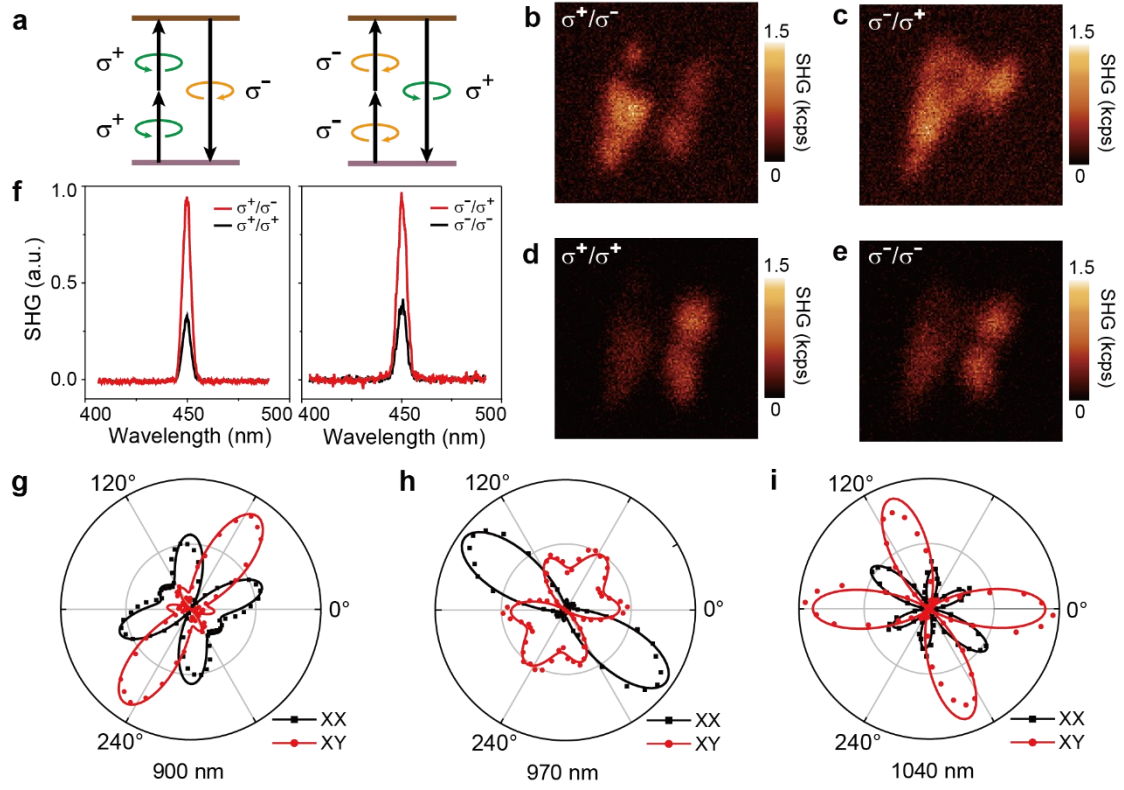 a
σ⁺
σ⁺
σ⁻
σ⁻
σ⁻
σ⁺
b
σ⁺/σ⁻
1.5
SHG (kcps)
0
c
σ⁻/σ⁺
1.5
SHG (kcps)
0
f
SHG (a.u.)
1.0
0.5
0.0
σ⁺/σ⁻
σ⁺/σ⁺
400 450 500
Wavelength (nm)
σ⁻/σ⁺
σ⁻/σ⁻
400 450 500
Wavelength (nm)
d
σ⁺/σ⁺
1.5
SHG (kcps)
0
e
σ⁻/σ⁻
1.5
SHG (kcps)
0
g
120°
0°
240°
XX
XY
900 nm
h
120°
0°
240°
XX
XY
970 nm
i
120°
0°
240°
XX
XY
1040 nm